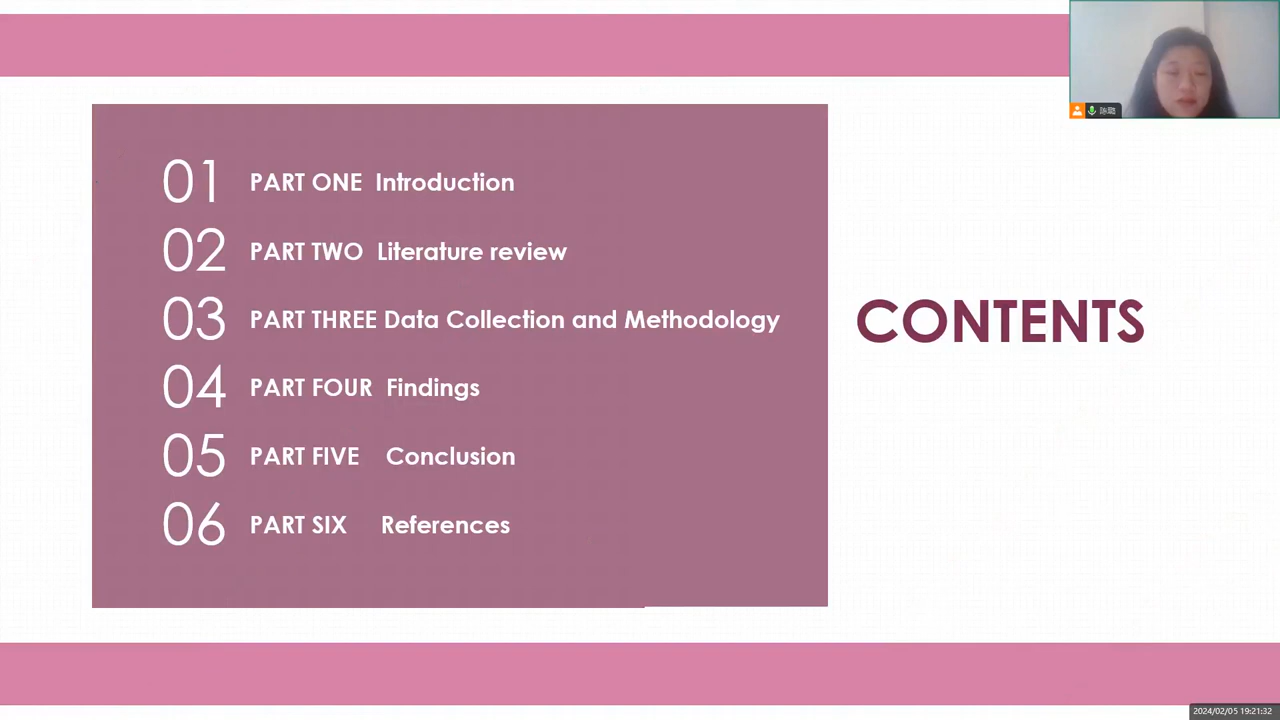 01 PART ONE Introduction
02 PART TWO Literature review
03 PART THREE Data Collection and Methodology
04 PART FOUR Findings
05 PART FIVE Conclusion
06 PART SIX References
CONTENTS
2024/02/05 19:21:32